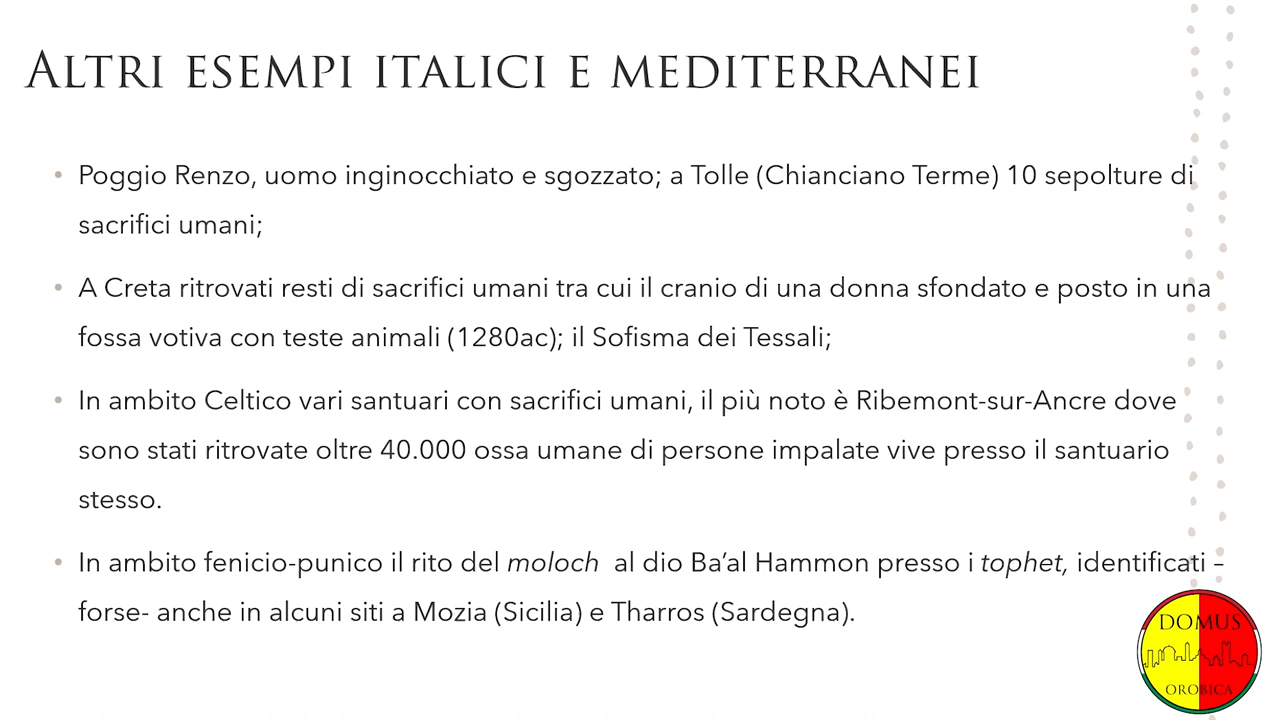 Altri esempi italici e mediterranei
• Poggio Renzo, uomo inginocchiato e sgozzato; a Tolle (Chianciano Terme) 10 sepolture di
sacrifici umani;
• A Creta ritrovati resti di sacrifici umani tra cui il cranio di una donna sfondato e posto in una
fossa votiva con teste animali (1280ac); il Sofisma dei Tessali;
• In ambito Celtico vari santuari con sacrifici umani, il più noto è Ribemont-sur-Ancre dove
sono stati ritrovate oltre 40.000 ossa umane di persone impalate vive presso il santuario
stesso.
• In ambito fenicio-punico il rito del moloch al dio Ba’al Hammon presso i tophet, identificati –
forse- anche in alcuni siti a Mozia (Sicilia) e Tharros (Sardegna).
DOMUS
OROBICA